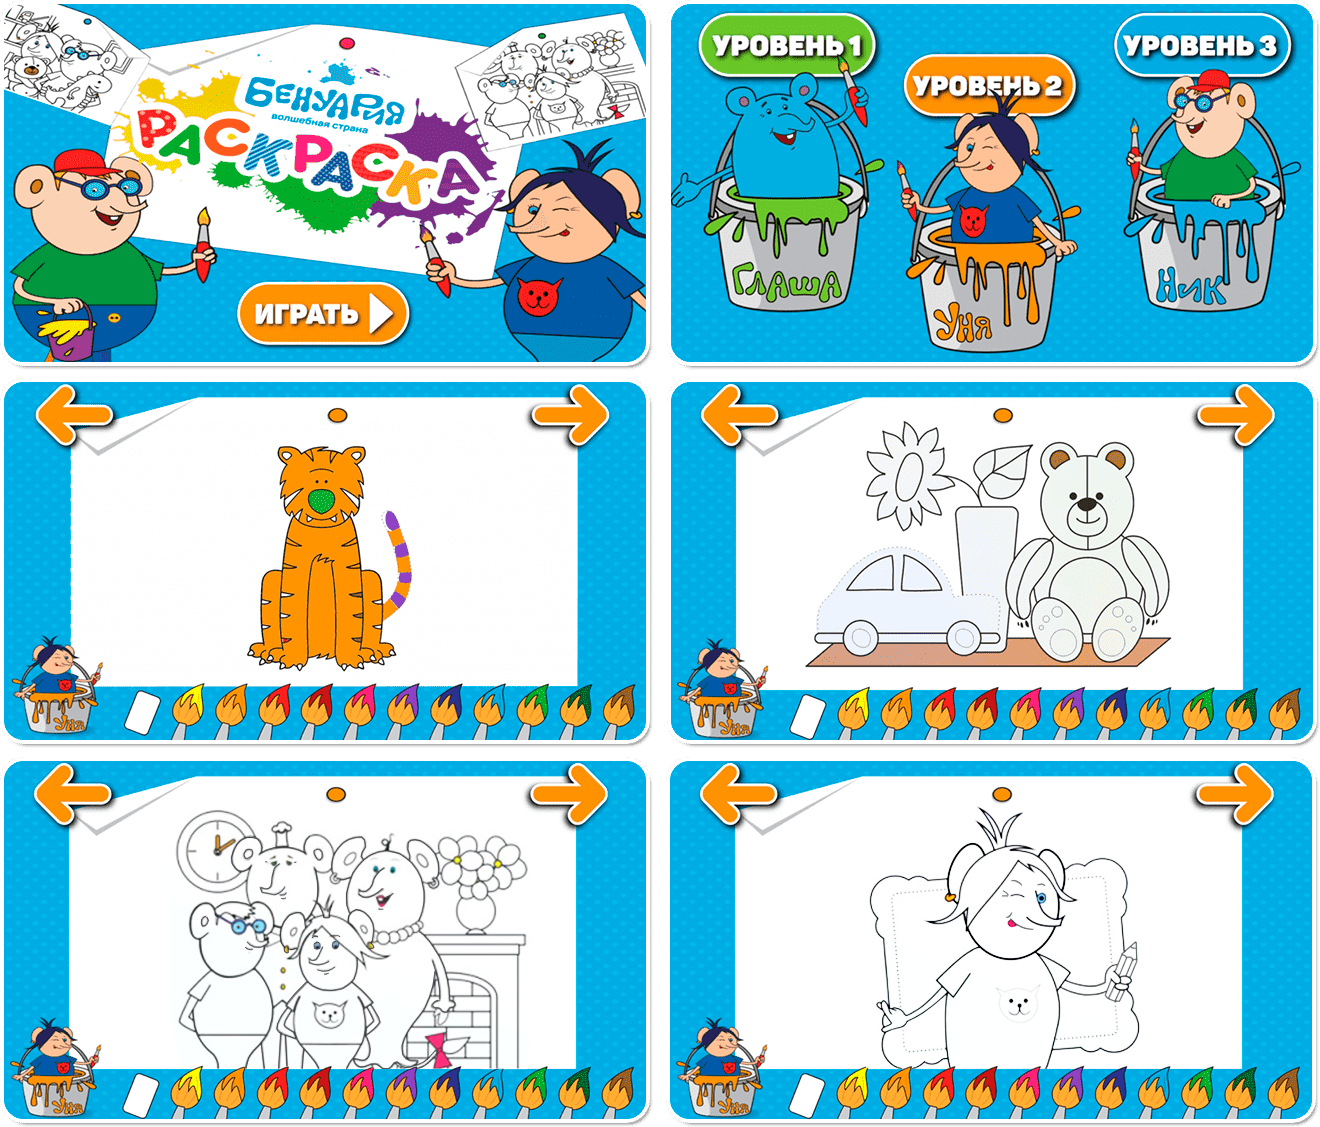 БЕНУАРИЯ
волшебная страна
РАСКРАСКА
ИГРАТЬ
УРОВЕНЬ 1
УРОВЕНЬ 2
УРОВЕНЬ 3
ГЛАША
УНЯ
НИК
УНЯ
УНЯ
УНЯ
УНЯ